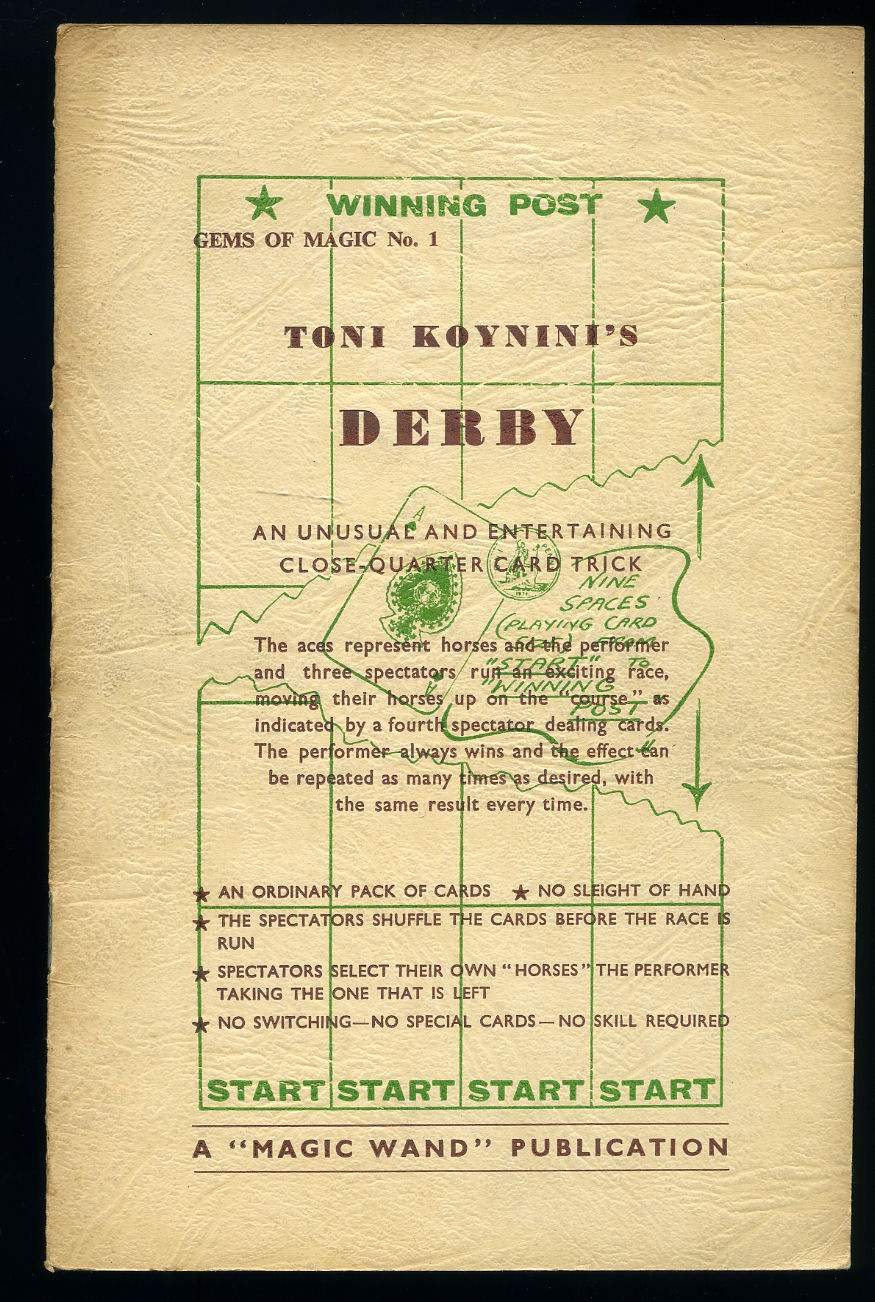 WINNING POST
GEMS OF MAGIC No. 1
TONI KOYNINI'S
DERBY
AN UNUSUAL AND ENTERTAINING
CLOSE-QUARTER CARD TRICK
A
NINE
SPACES
(PLAYING CARD
SIZE) FROM
"START" TO
"WINNING
POST"
A
The aces represent horses and the performer
and three spectators run an exciting race,
moving their horses up on the "course" as
indicated by a fourth spectator dealing cards.
The performer always wins and the effect can
be repeated as many times as desired, with
the same result every time.
★ AN ORDINARY PACK OF CARDS ★ NO SLEIGHT OF HAND
★ THE SPECTATORS SHUFFLE THE CARDS BEFORE THE RACE IS
RUN
★ SPECTATORS SELECT THEIR OWN "HORSES" THE PERFORMER
TAKING THE ONE THAT IS LEFT
★ NO SWITCHING—NO SPECIAL CARDS—NO SKILL REQUIRED
START START START START
A "MAGIC WAND" PUBLICATION